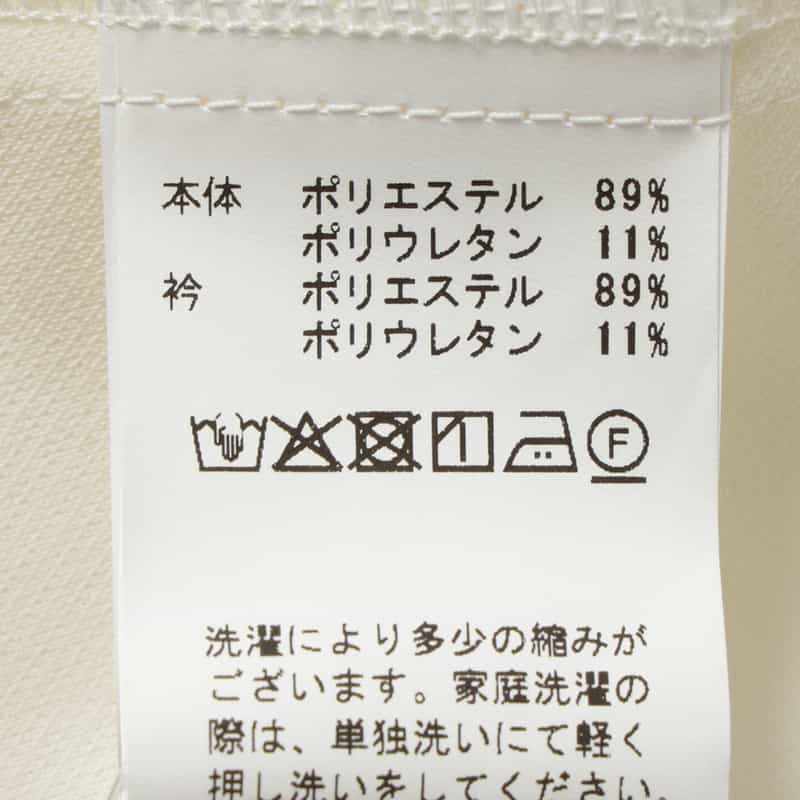 本体 ポリエステル 89%
ポリウレタン 11%
衿 ポリエステル 89%
ポリウレタン 11%
F
洗濯により多少の縮みが
ございます。家庭洗濯の
際は、単独洗いにて軽く
押し洗いをしてください。